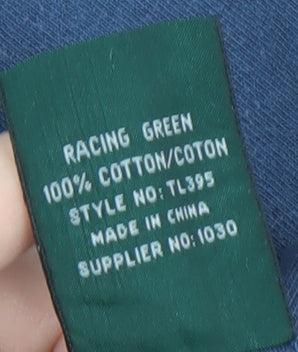 RACING GREEN
100% COTTON/COTON
STYLE NO: TL395
MADE IN CHINA
SUPPLIER NO: 1030